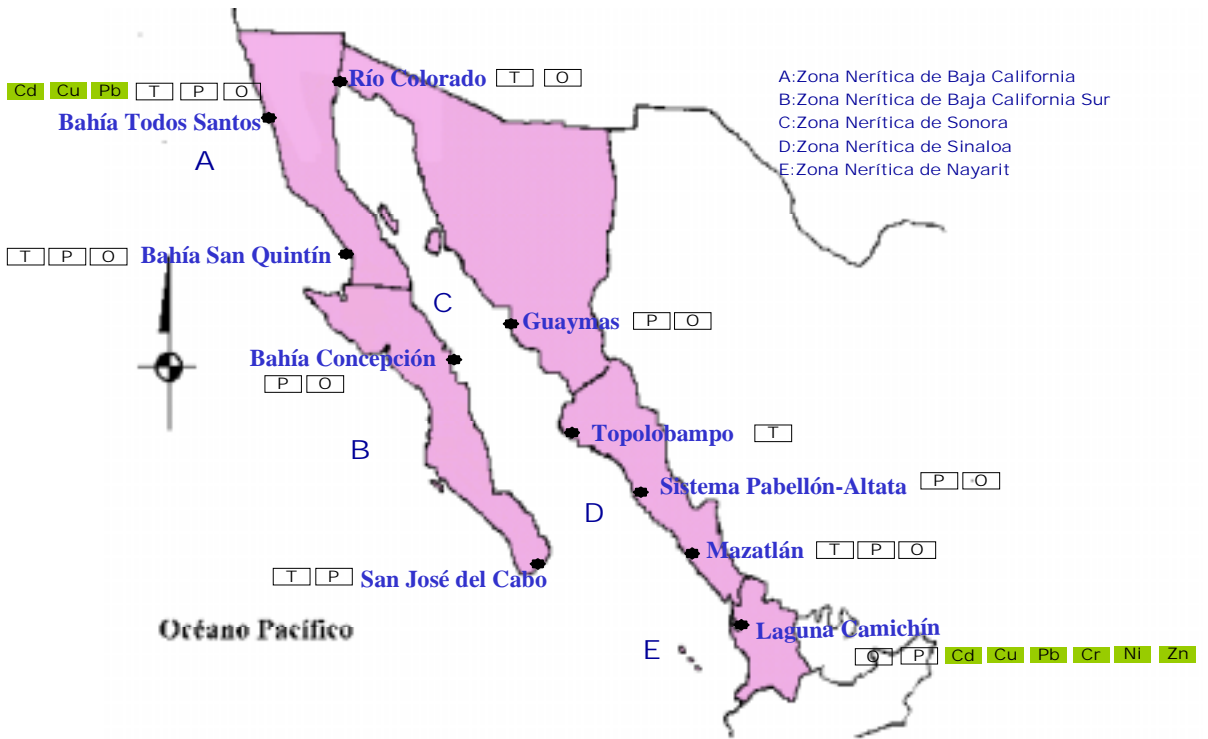 Río Colorado T O
A:Zona Nerítica de Baja California
B:Zona Nerítica de Baja California Sur
C:Zona Nerítica de Sonora
D:Zona Nerítica de Sinaloa
E:Zona Nerítica de Nayarit
Cd Cu Pb T P O
Bahía Todos Santos
A
T P O Bahía San Quintín
C
Guaymas P O
Bahía Concepción
P O
B
Topolobampo T
Sistema Pabellón-Altata P O
D
Mazatlán T P O
T P San José del Cabo
Océano Pacífico
Laguna Camichín
E
O P Cd Cu Pb Cr Ni Zn